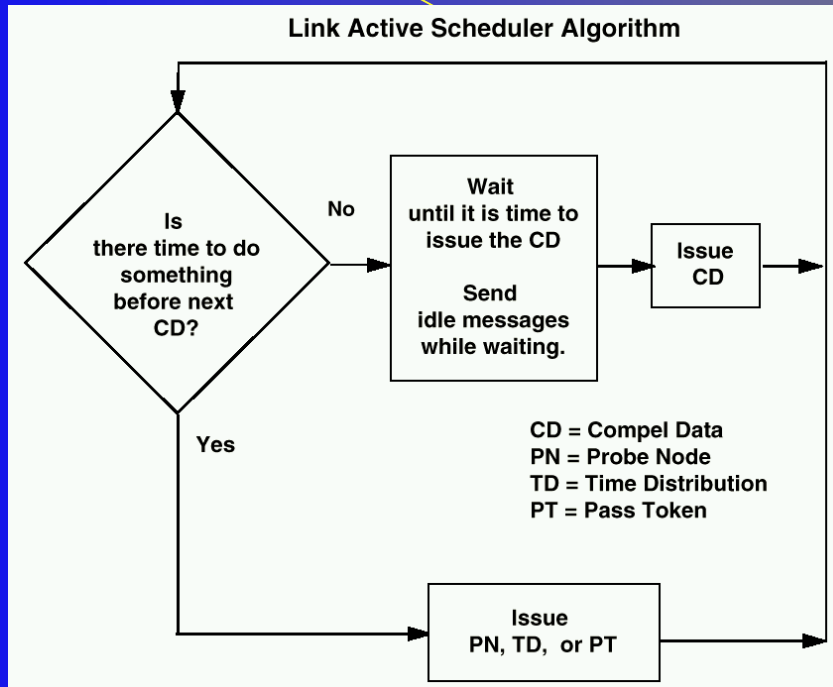 Link Active Scheduler Algorithm
Is
there time to do
something
before next
CD?
No
Wait
until it is time to
issue the CD
Send
idle messages
while waiting.
Issue
CD
Yes
CD = Compel Data
PN = Probe Node
TD = Time Distribution
PT = Pass Token
Issue
PN, TD, or PT